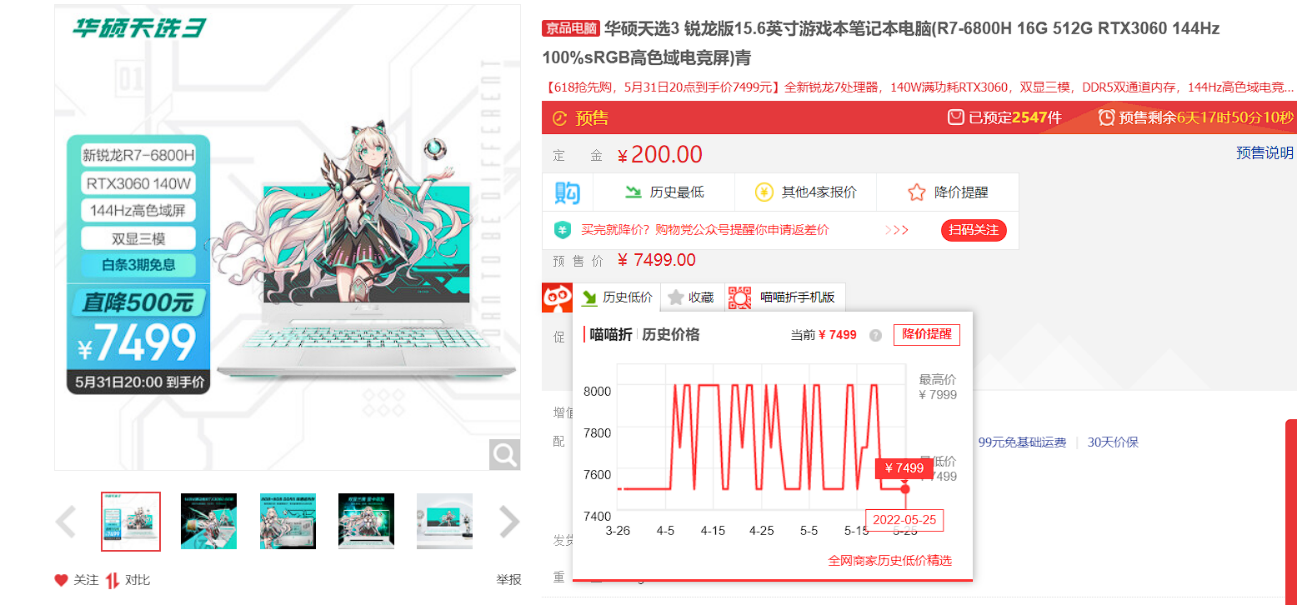 华硕天选3
01
新锐龙R7-6800H
RTX3060 140W
144Hz高色域屏
双显三模
白条3期免息
直降500元
¥7499
5月31日20:00 到手价
关注
对比
举报
京品电脑 华硕天选3 锐龙版15.6英寸游戏本笔记本电脑(R7-6800H 16G 512G RTX3060 144Hz
100%sRGB高色域电竞屏)青
【618抢先购，5月31日20点到手价7499元】全新锐龙7处理器，140W满功耗RTX3060，双显三模，DDR5双通道内存，144Hz高色域电竞...
预售 已预定2547件 预售剩余6天17时50分10秒
定 金 ¥200.00 预售说明
购 历史最低 其他4家报价 降价提醒
买完就降价？购物党公众号提醒你申请返差价 >>> 扫码关注
预售价 ¥ 7499.00
历史低价 收藏 喵喵折手机版
促
喵喵折 历史价格 当前 ¥ 7499 ? 降价提醒
8000
7800
7600
7400
3-26 4-5 4-15 4-25 5-5 5-15 5-25
最高价
¥ 7999
最低价
7499
¥ 7499
2022-05-25
全网商家历史低价精选
增值
配
99元免基础运费 30天价保
发货
重